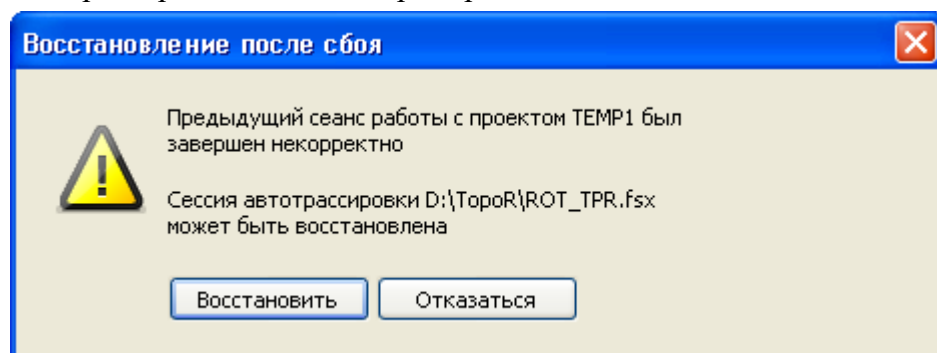 Восстановление после сбоя
Предыдущий сеанс работы с проектом TEMP1 был
завершен некорректно
Сессия автотрассировки D:\TopoR\ROT_TPR.fsx
может быть восстановлена
Восстановить Отказаться